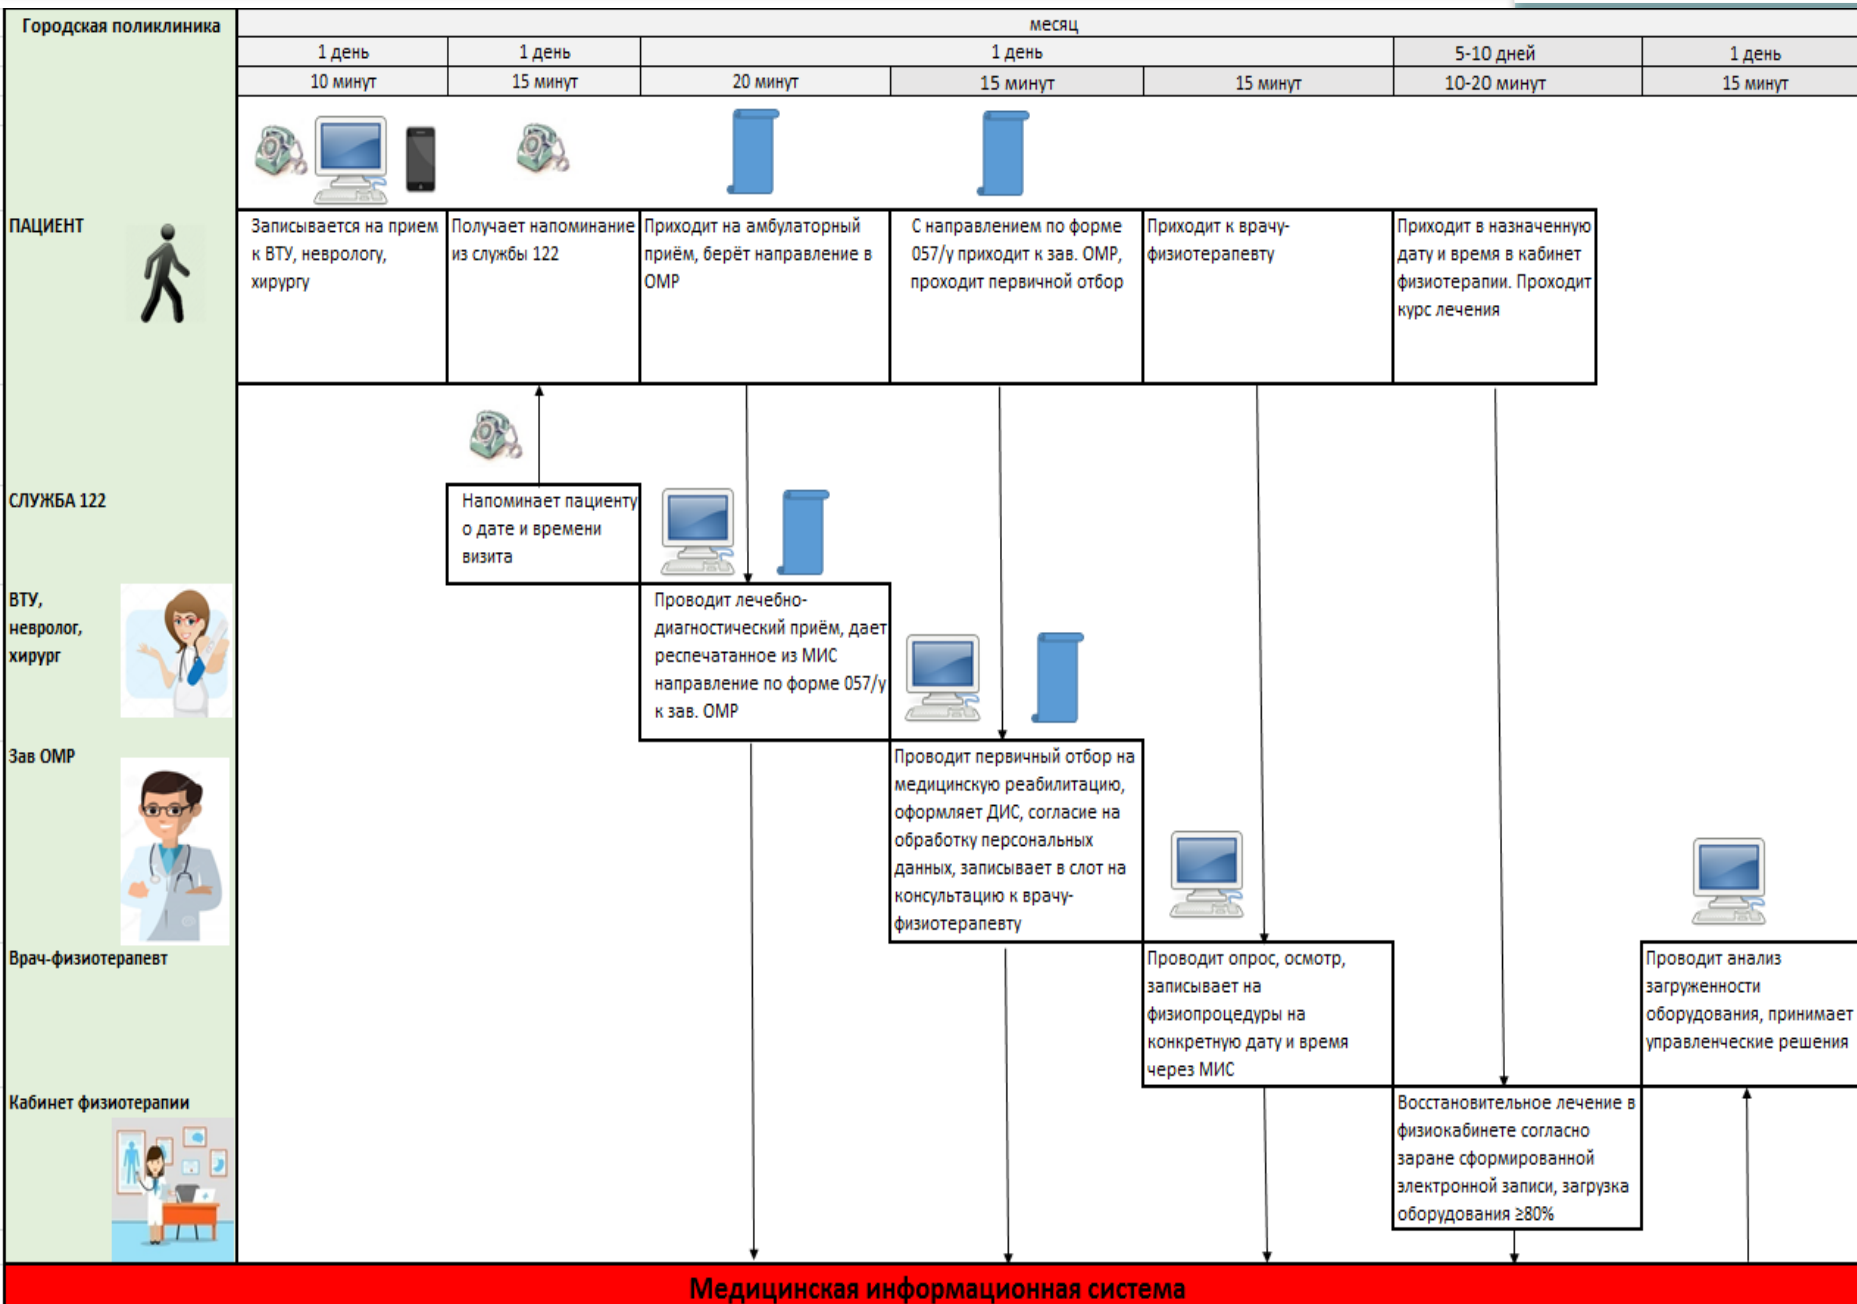 Городская поликлиника
месяц
1 день
1 день
1 день
5-10 дней
1 день
10 минут
15 минут
20 минут
15 минут
15 минут
10-20 минут
15 минут
ПАЦИЕНТ
Записывается на прием
к ВТУ, неврологу,
хирургу
Получает напоминание
из службы 122
Приходит на амбулаторный
приём, берёт направление в
ОМР
С направлением по форме
057/у приходит к зав. ОМР,
проходит первичной отбор
Приходит к врачу-
физиотерапевту
Приходит в назначенную
дату и время в кабинет
физиотерапии. Проходит
курс лечения
СЛУЖБА 122
Напоминает пациенту
о дате и времени
визита
ВТУ,
невролог,
хирург
Проводит лечебно-
диагностический приём, дает
респечатанное из МИС
направление по форме 057/у
к зав. ОМР
Зав ОМР
Проводит первичный отбор на
медицинскую реабилитацию,
оформляет ДИС, согласие на
обработку персональных
данных, записывает в слот на
консультацию к врачу-
физиотерапевту
Врач-физиотерапевт
Проводит опрос, осмотр,
записывает на
физиопроцедуры на
конкретную дату и время
через МИС
Проводит анализ
загруженности
оборудования, принимает
управленческие решения
Кабинет физиотерапии
Восстановительное лечение в
физиокабинете согласно
заране сформированной
электронной записи, загрузка
оборудования ≥80%
Медицинская информационная система